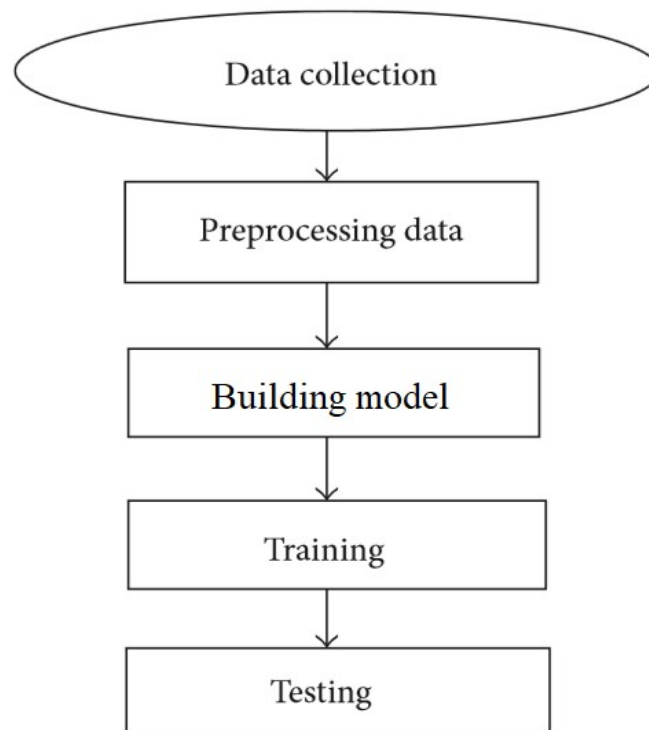 Data collection
Preprocessing data
Building model
Training
Testing